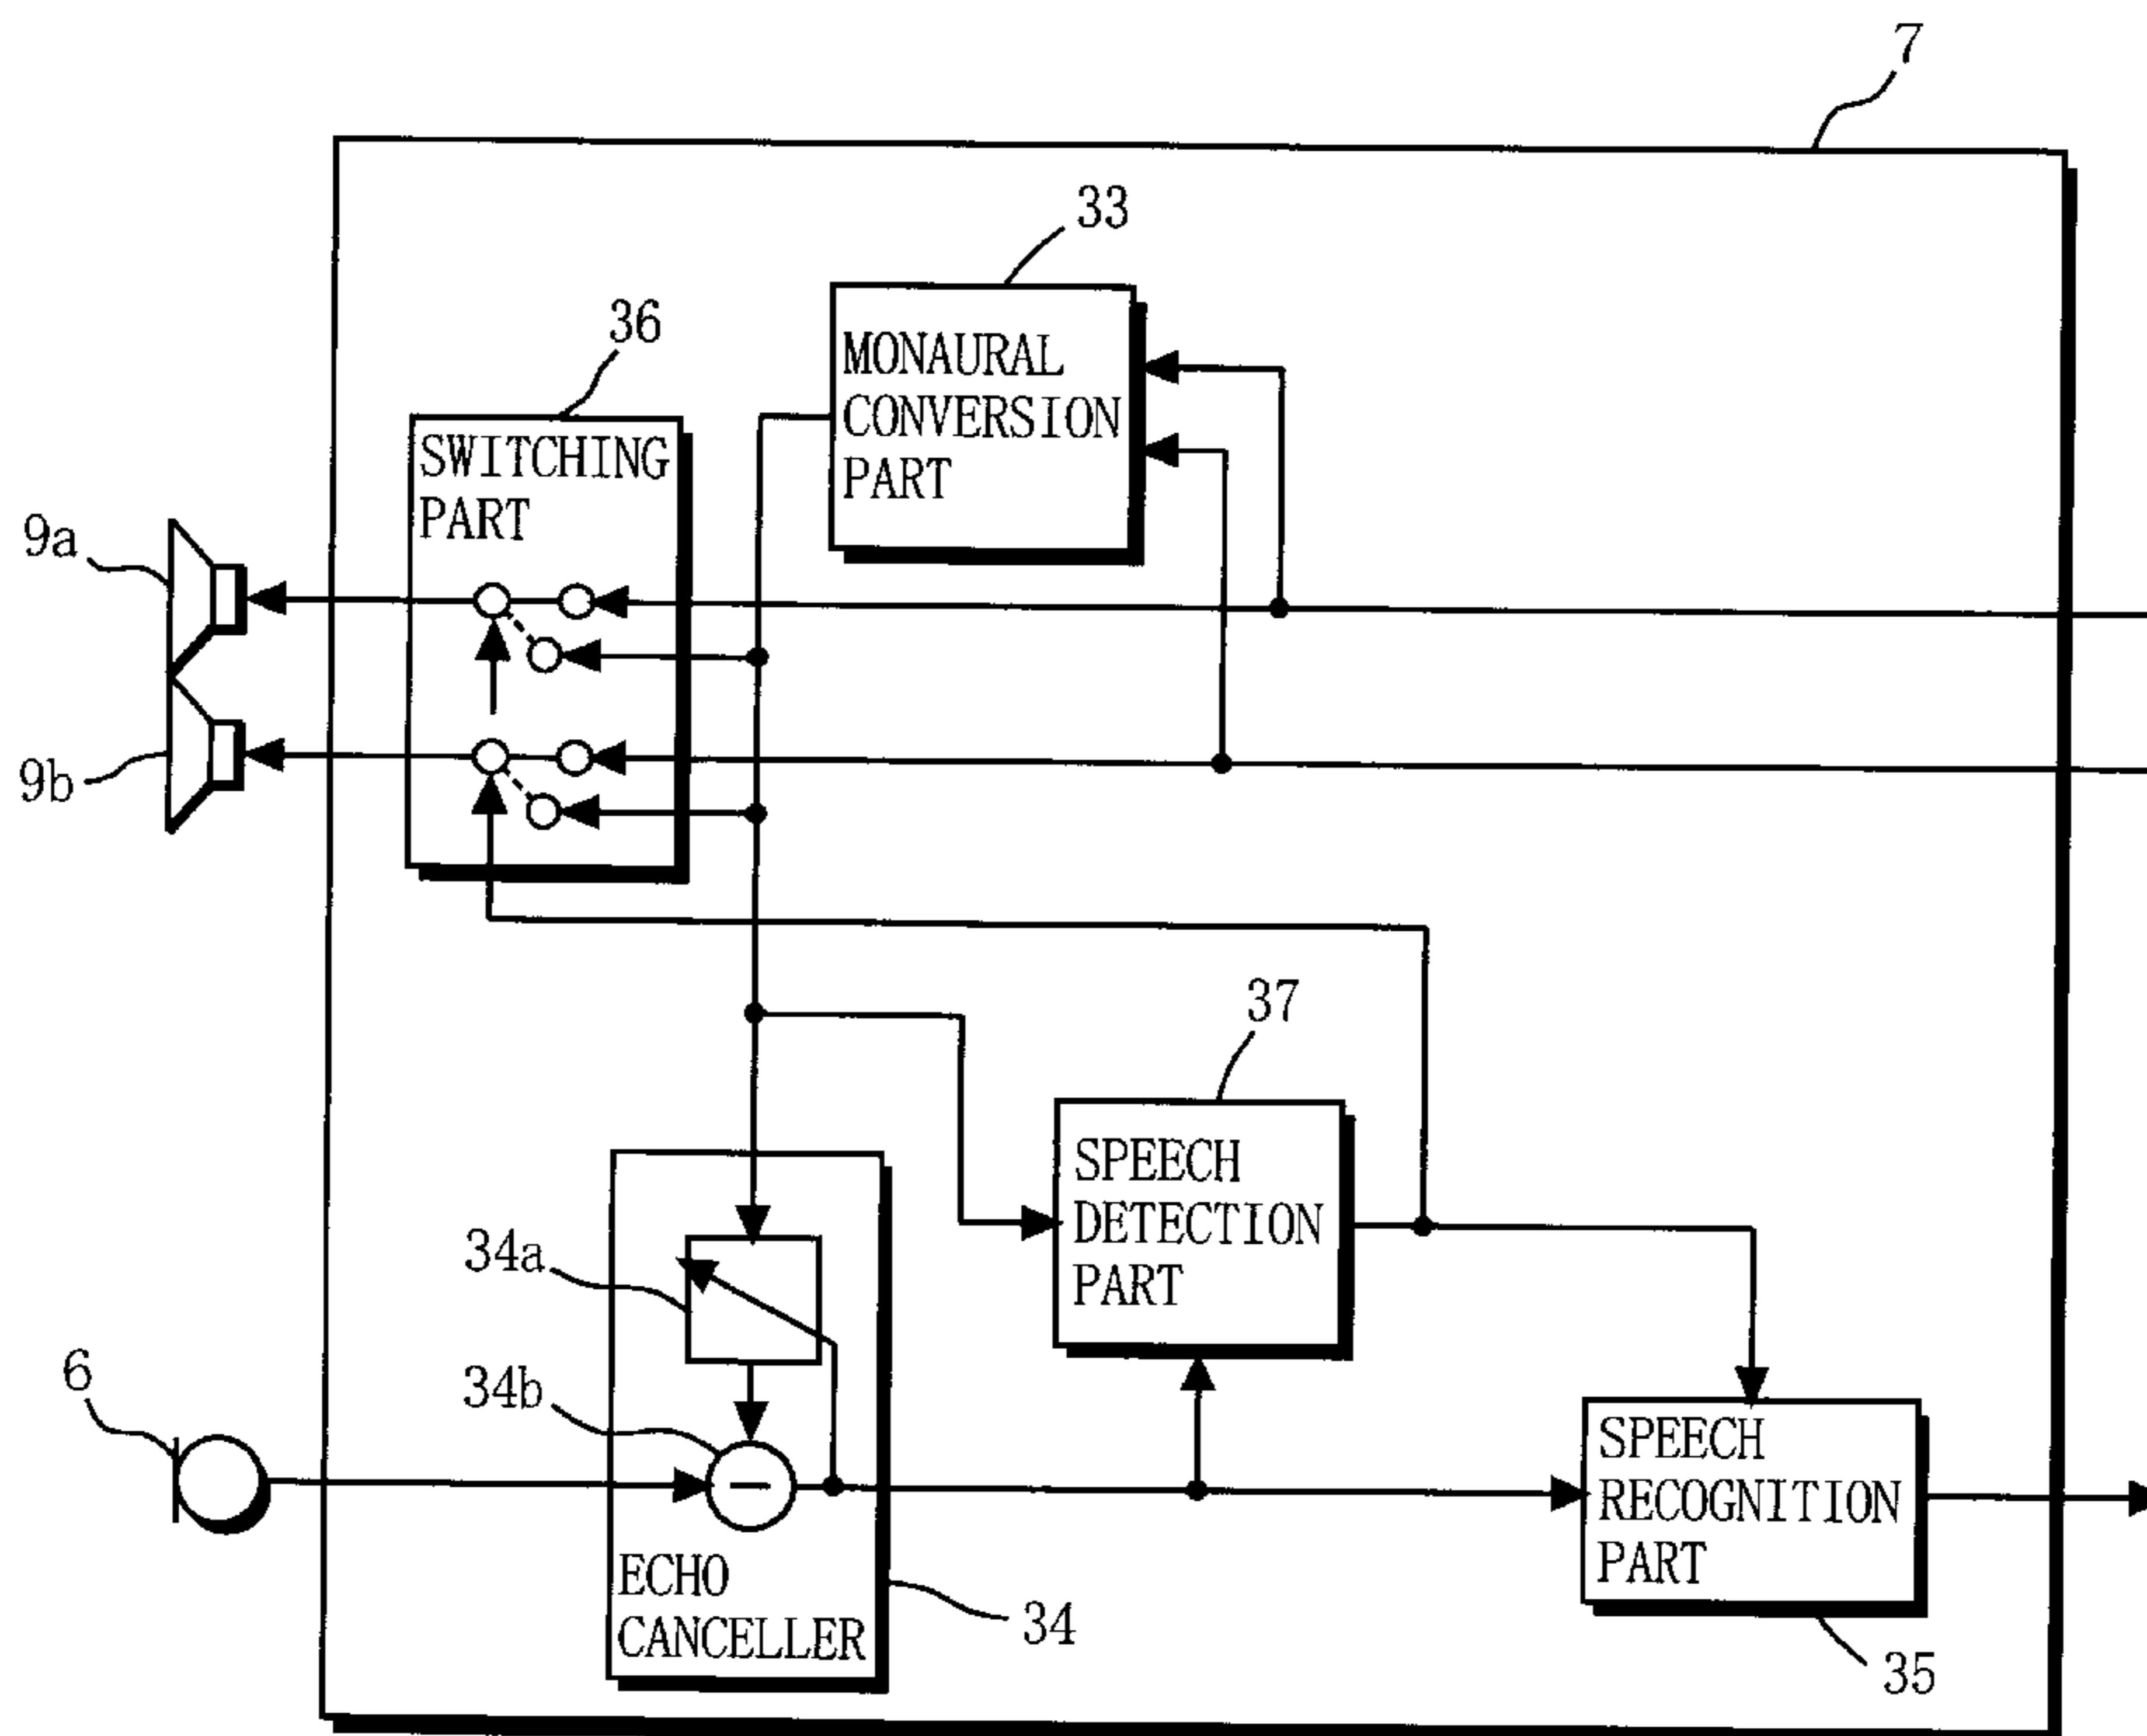 7
33
36
MONAURAL
CONVERSION
PART
SWITCHING
PART
9a
9b
37
SPEECH
DETECTION
PART
34a
6
34b
SPEECH
RECOGNITION
PART
ECHO
CANCELLER
34
35